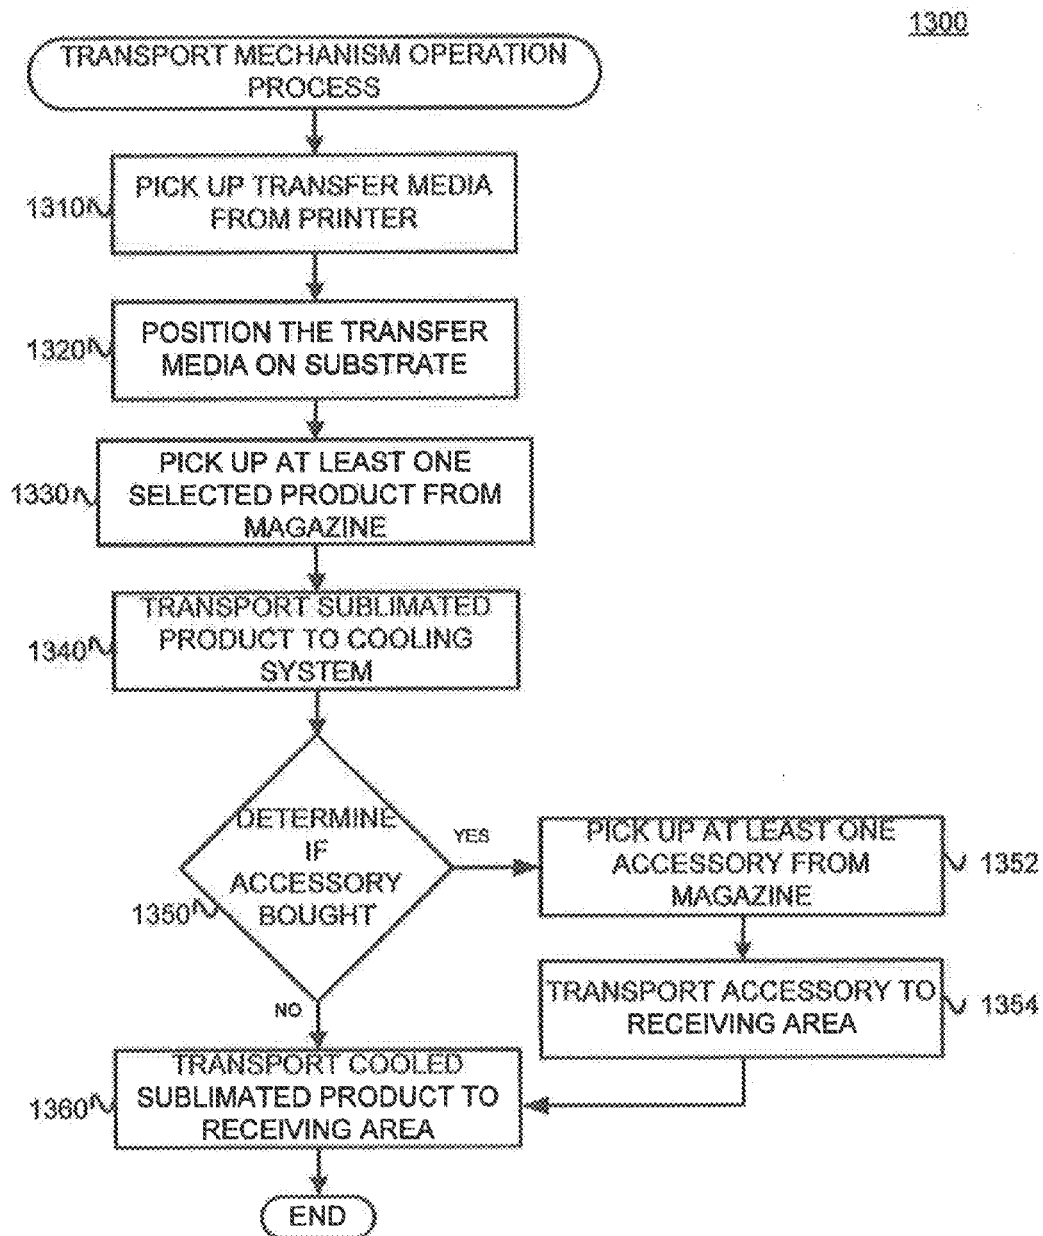 1300
TRANSPORT MECHANISM OPERATION
PROCESS
1310
PICK UP TRANSFER MEDIA
FROM PRINTER
1320
POSITION THE TRANSFER
MEDIA ON SUBSTRATE
1330
PICK UP AT LEAST ONE
SELECTED PRODUCT FROM
MAGAZINE
1340
TRANSPORT SUBLIMATED
PRODUCT TO COOLING
SYSTEM
1350
DETERMINE
IF
ACCESSORY
BOUGHT
YES
PICK UP AT LEAST ONE
ACCESSORY FROM
MAGAZINE
1352
TRANSPORT ACCESSORY TO
RECEIVING AREA
1354
NO
1360
TRANSPORT COOLED
SUBLIMATED PRODUCT TO
RECEIVING AREA
END